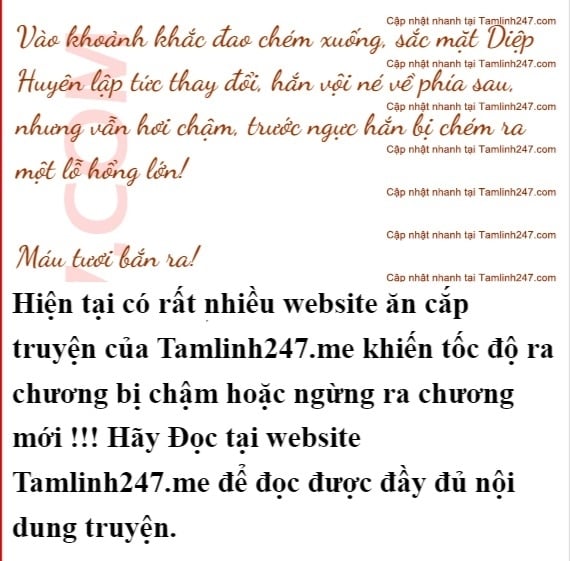 Cập nhật nhanh tại Tamlinh247.com
Vào khoảnh khắc đao chém xuống, sắc mặt Diệp
Cập nhật nhanh tại Tamlinh247.com
Huyên lập tức thay đổi, hắn vội né về phía sau,
Cập nhật nhanh tại Tamlinh247.com
nhưng vẫn hơi chậm, trước ngực hắn bị chém ra
Cập nhật nhanh tại Tamlinh247.com
một lỗ hổng lớn!
Cập nhật nhanh tại Tamlinh247.com
Cập nhật nhanh tại Tamlinh247.com
Máu tươi bắn ra!
Cập nhật nhanh tại Tamlinh247.com
.COM
Hiện tại có rất nhiều website ăn cắp
truyện của Tamlinh247.me khiến tốc độ ra
chương bị chậm hoặc ngừng ra chương
mới !!! Hãy Đọc tại website
Tamlinh247.me để đọc được đầy đủ nội
dung truyện.